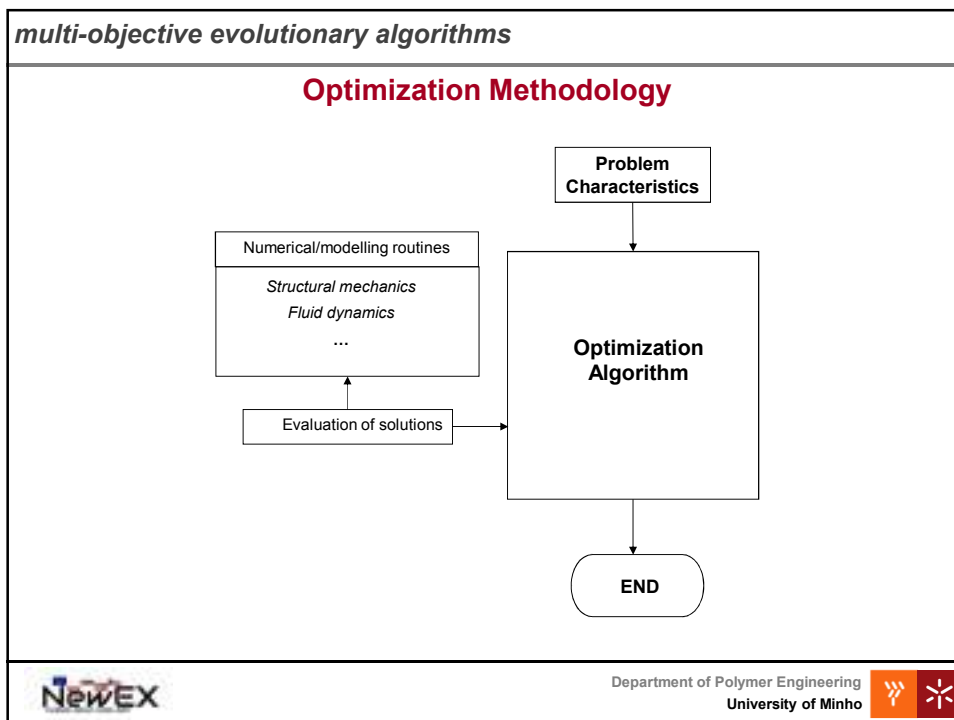 multi-objective evolutionary algorithms
Optimization Methodology
Problem
Characteristics
Numerical/modelling routines
Structural mechanics
Fluid dynamics
...
Optimization
Algorithm
Evaluation of solutions
END
NewEX
Department of Polymer Engineering
University of Minho